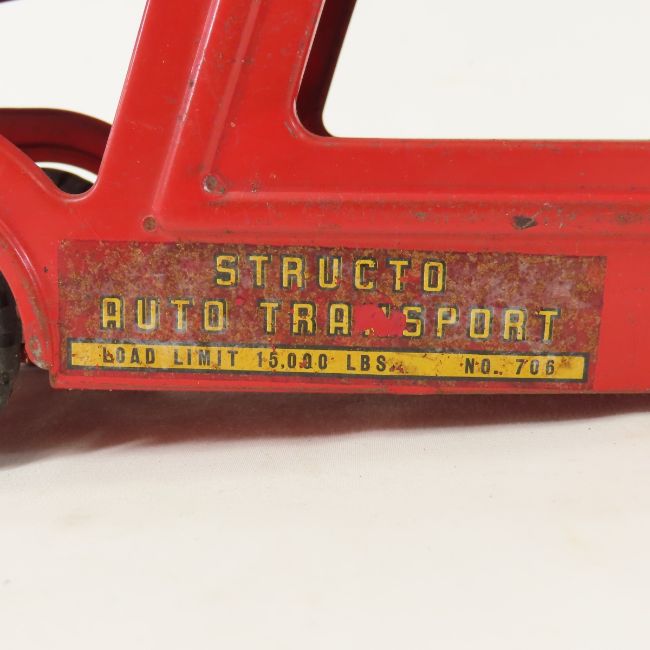 STRUCTO
AUTO TRANSPORT
LOAD LIMIT 15,000 LBS. NO. 706